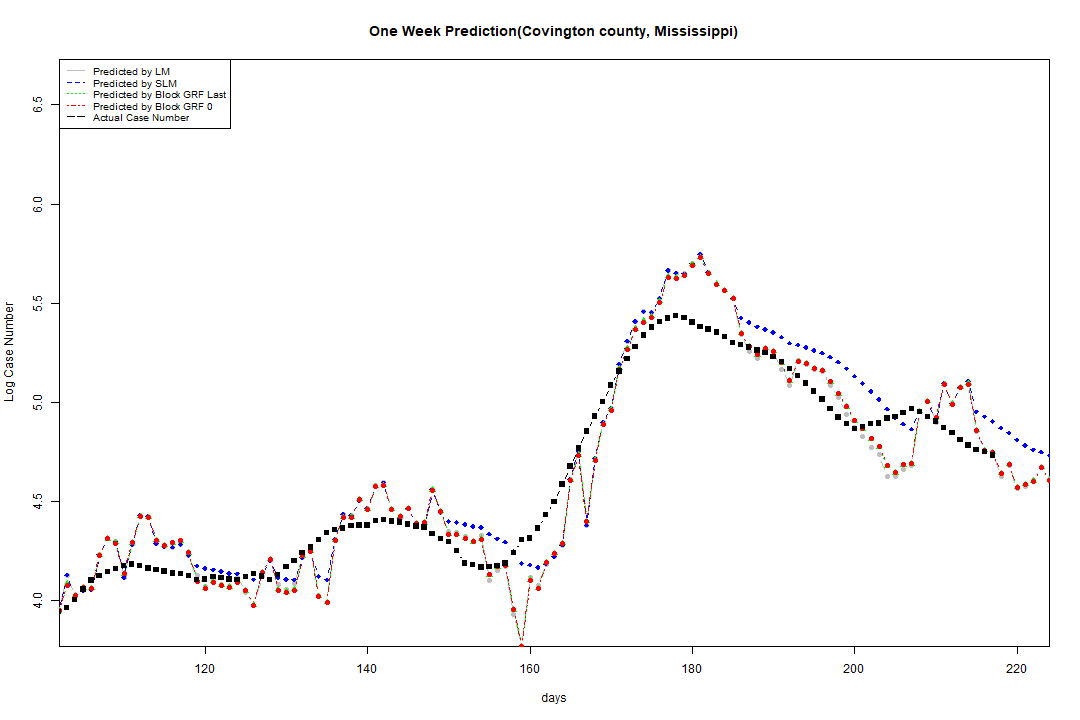 One Week Prediction(Covington county, Mississippi)
Predicted by LM
Predicted by SLM
Predicted by Block GRF Last
Predicted by Block GRF 0
Actual Case Number
6.5
6.0
5.5
5.0
4.5
4.0
Log Case Number
120 140 160 180 200 220
days